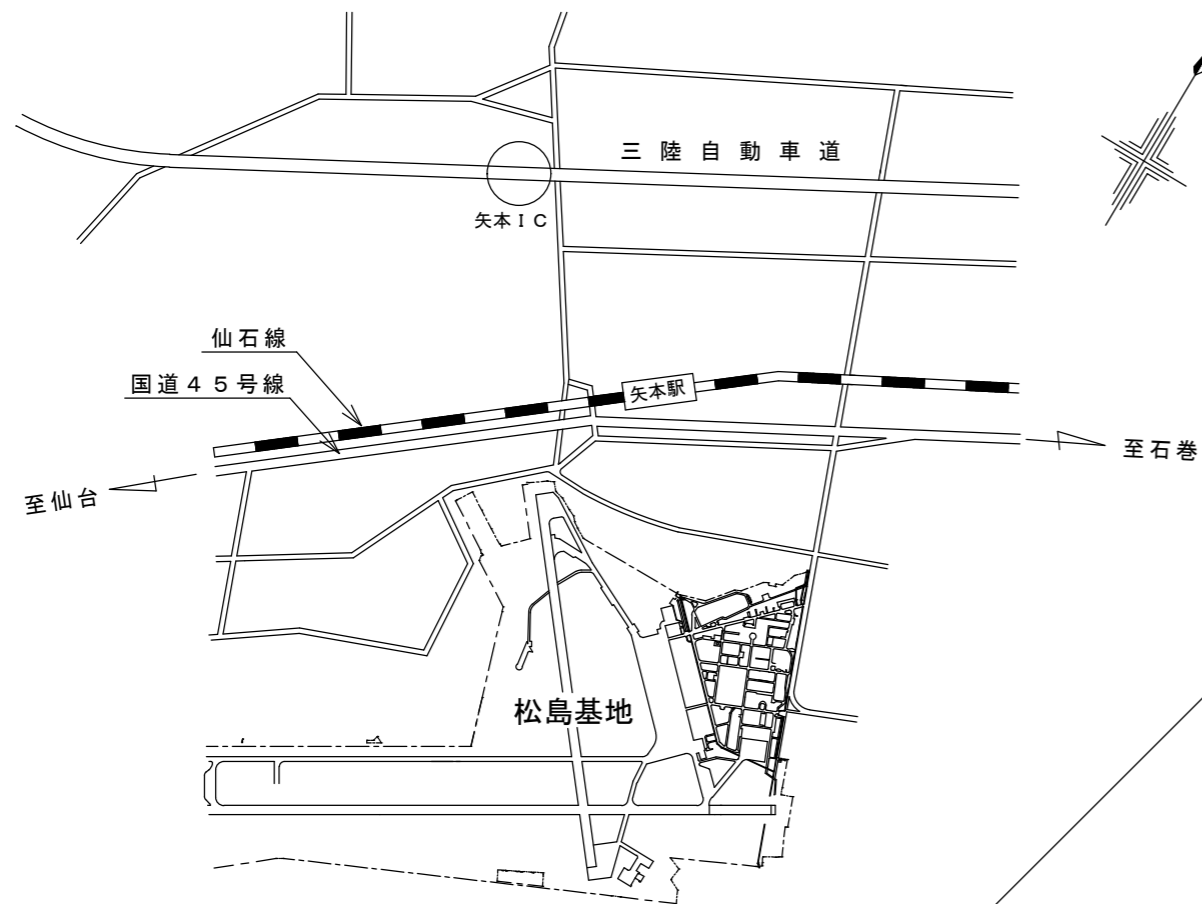 三陸自動車道
矢本ＩＣ
仙石線
国道４５号線
矢本駅
至石巻
至仙台
松島基地